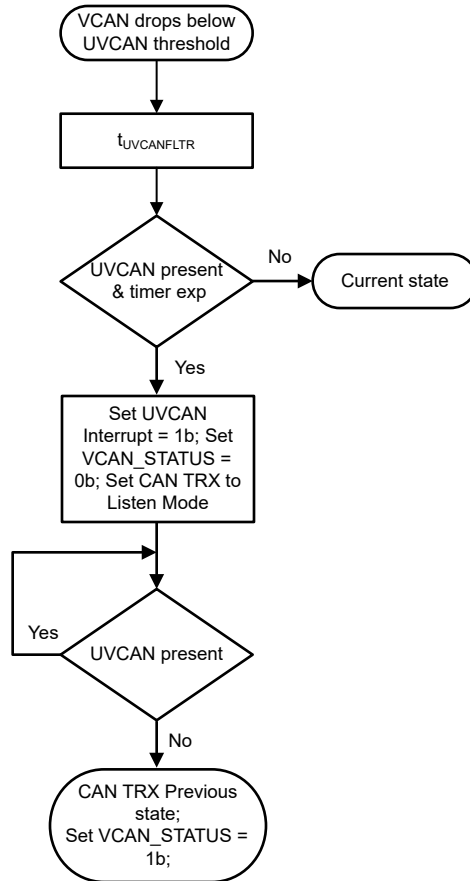 VCAN drops below
UVCAN threshold
tUVCANFLTR
UVCAN present
& timer exp
No
Current state
Yes
Set UVCAN
Interrupt = 1b; Set
VCAN_STATUS =
0b; Set CAN TRX to
Listen Mode
Yes
UVCAN present
No
CAN TRX Previous
state;
Set VCAN_STATUS =
1b;